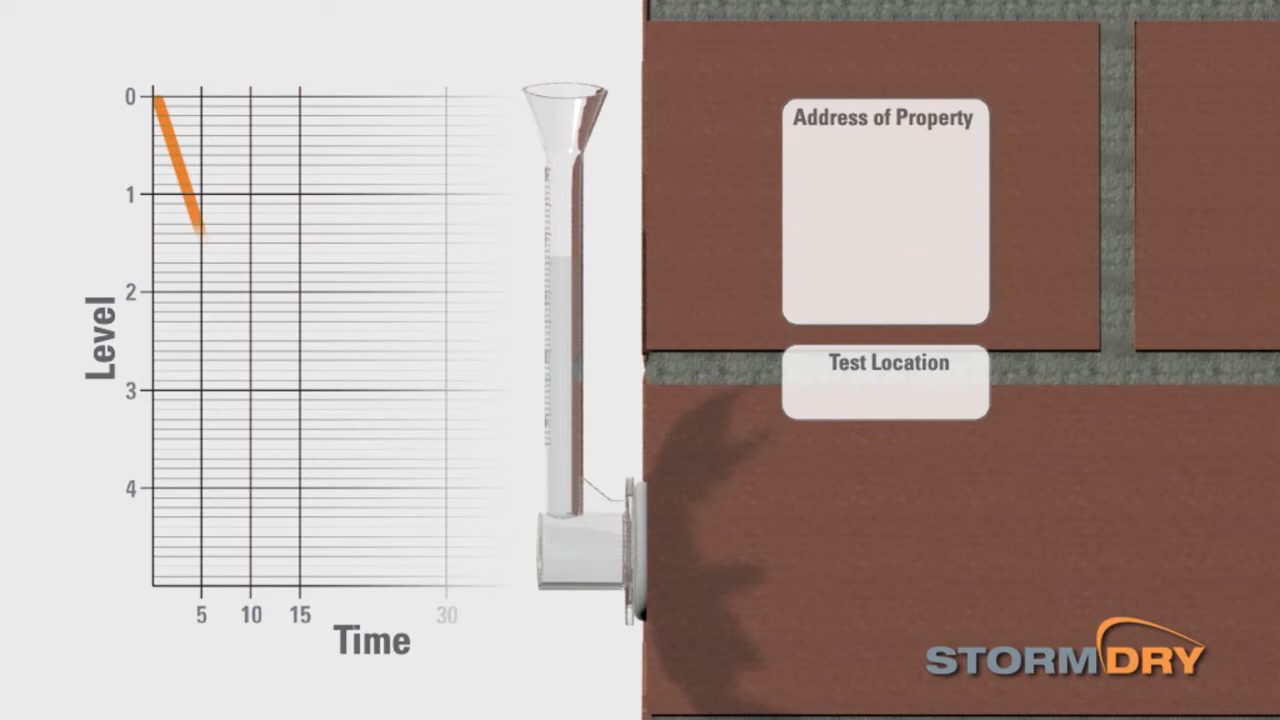 0
1
2
3
4
Level
5 10 15 30
Time
Address of Property
Test Location
STORMDRY